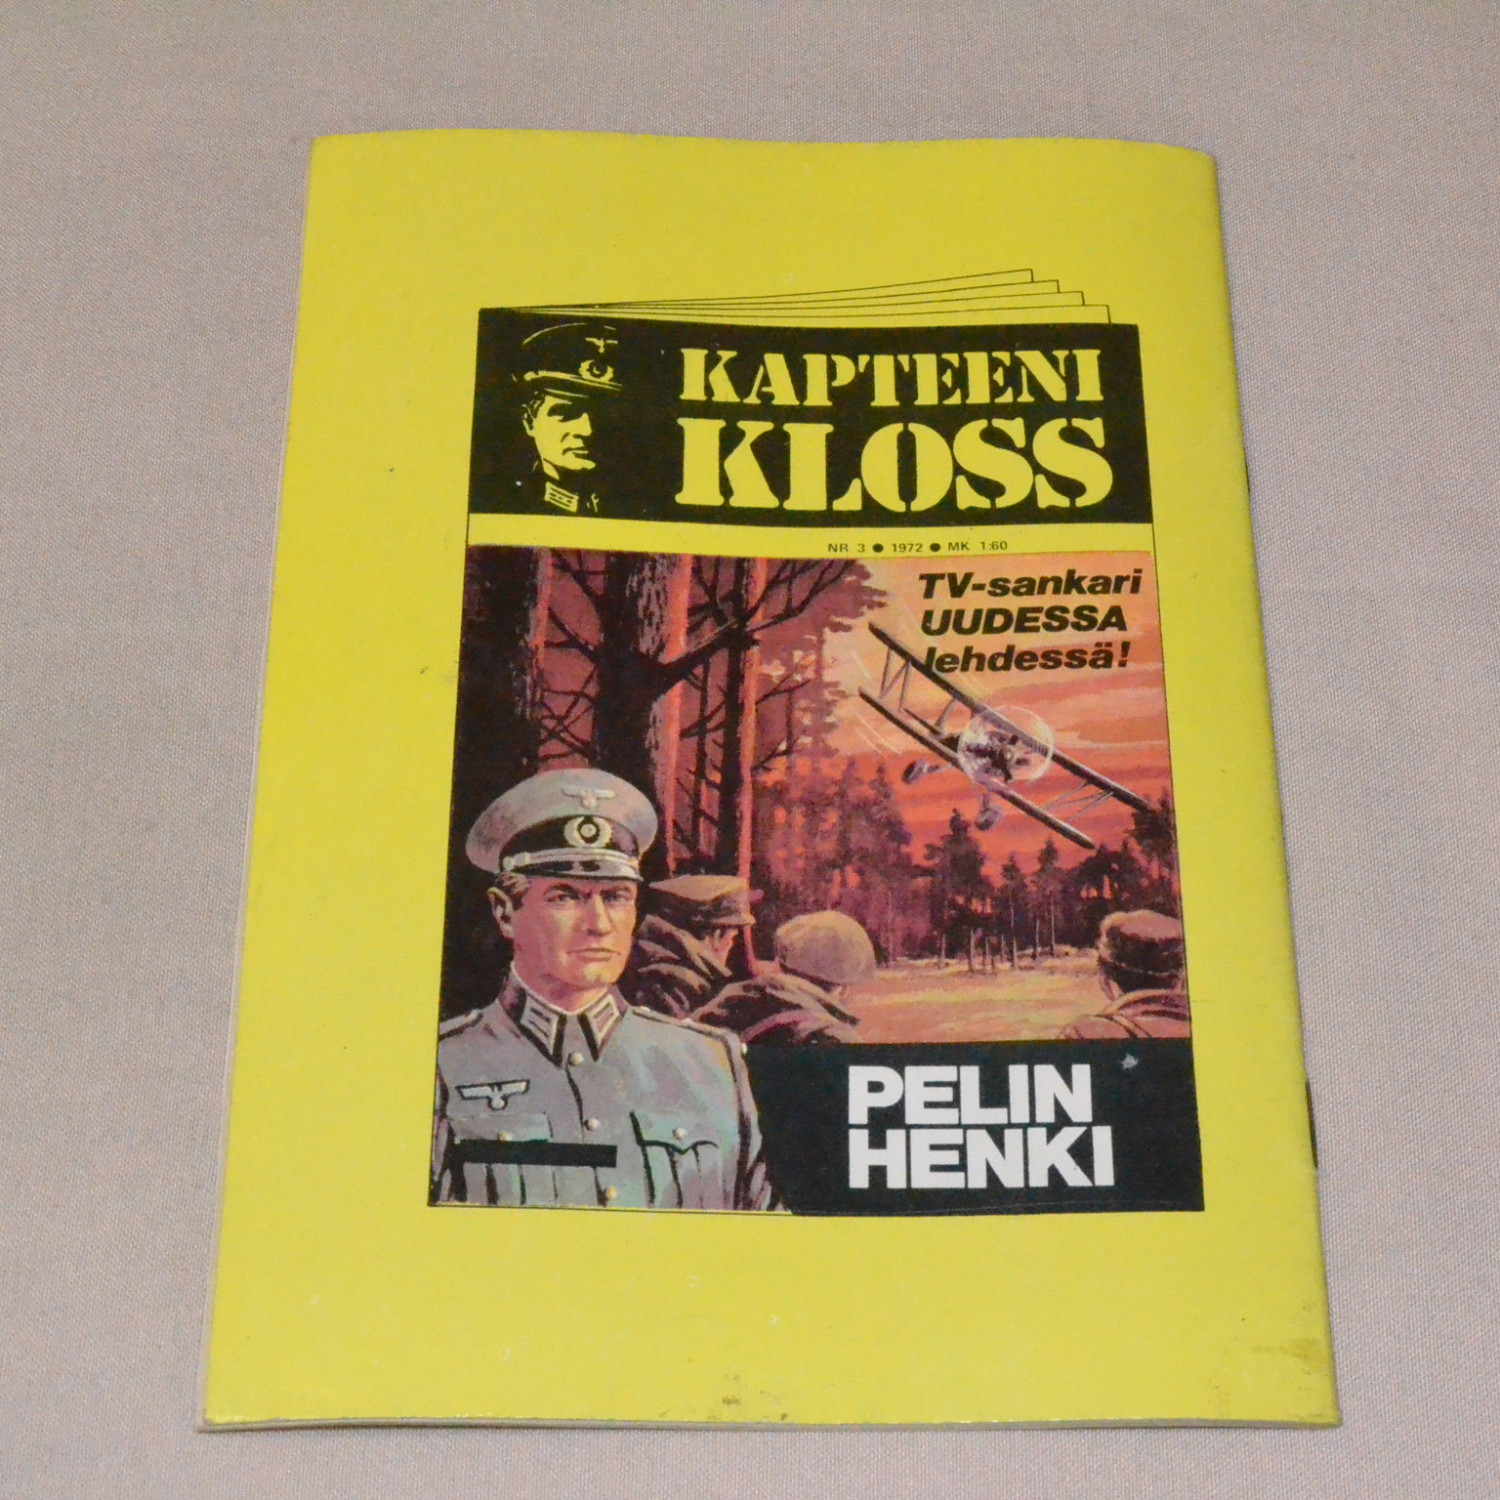 KAPTEENI
KLOSS
NR 3 ● 1972 ● MK 1:60
TV-sankari
UUDESSA
lehdessä!
PELIN
HENKI